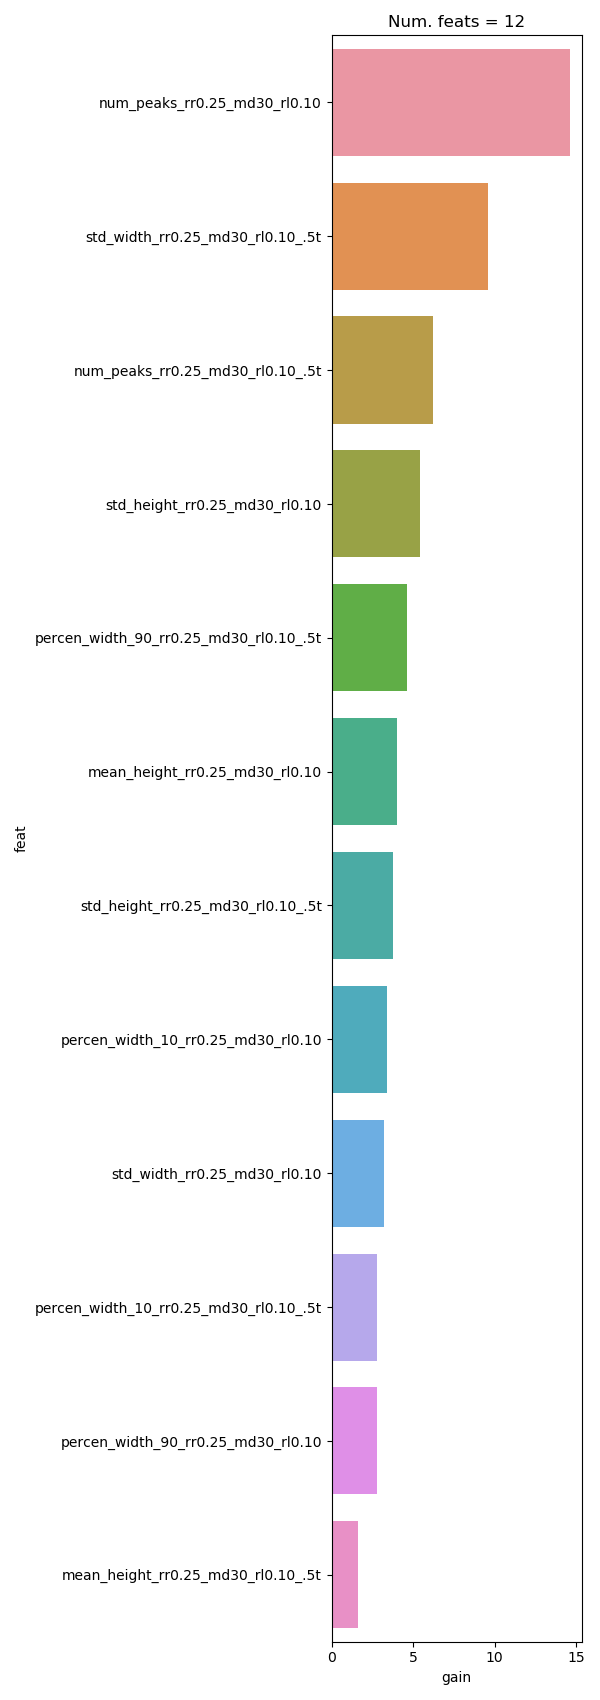 Num. feats = 12
num_peaks_rr0.25_md30_rl0.10
std_width_rr0.25_md30_rl0.10_.5t
num_peaks_rr0.25_md30_rl0.10_.5t
std_height_rr0.25_md30_rl0.10
percen_width_90_rr0.25_md30_rl0.10_.5t
mean_height_rr0.25_md30_rl0.10
feat
std_height_rr0.25_md30_rl0.10_.5t
percen_width_10_rr0.25_md30_rl0.10
std_width_rr0.25_md30_rl0.10
percen_width_10_rr0.25_md30_rl0.10_.5t
percen_width_90_rr0.25_md30_rl0.10
mean_height_rr0.25_md30_rl0.10_.5t
0 5 10 15
gain